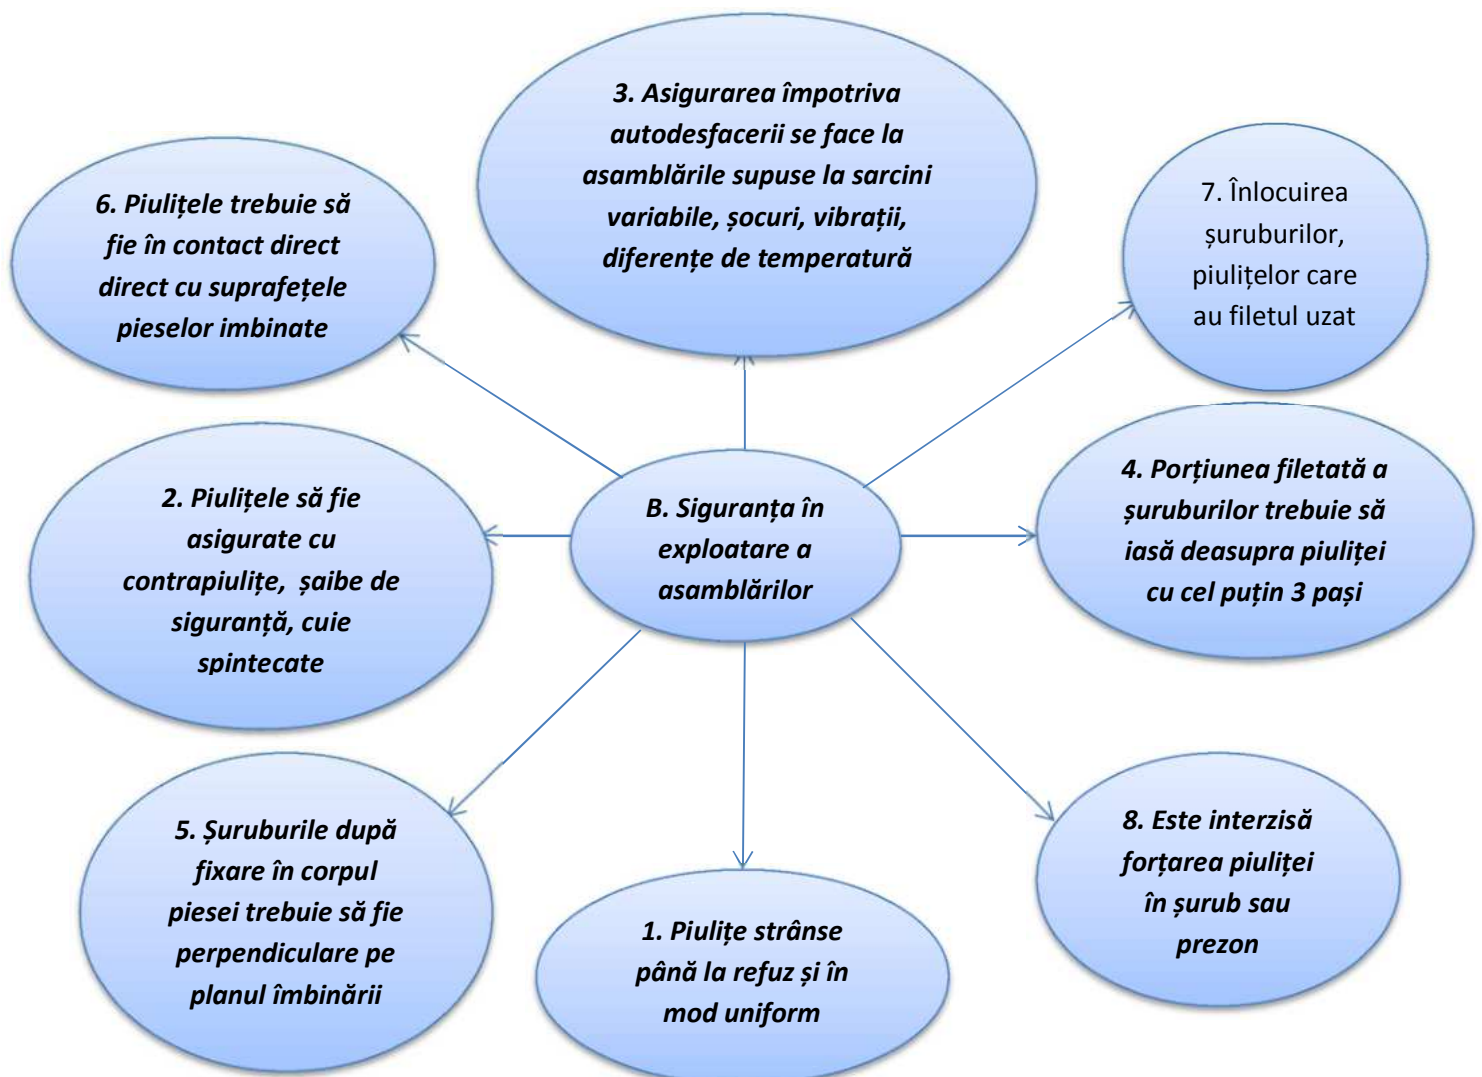 3. Asigurarea împotriva
autodesfacerii se face la
asamblările supuse la sarcini
variabile, șocuri, vibrații,
diferențe de temperatură
6. Piulițele trebuie să
fie în contact direct
direct cu suprafețele
pieselor imbinate
7. Înlocuirea
șuruburilor,
piulițelor care
au filetul uzat
2. Piulițele să fie
asigurate cu
contrapiulițe, șaibe de
siguranță, cuie
spintecate
B. Siguranța în
exploatare a
asamblărilor
4. Porțiunea filetată a
șuruburilor trebuie să
iasă deasupra piuliței
cu cel puțin 3 pași
5. Șuruburile după
fixare în corpul
piesei trebuie să fie
perpendiculare pe
planul îmbinării
1. Piulițe strânse
până la refuz și în
mod uniform
8. Este interzisă
forțarea piuliței
în șurub sau
prezon